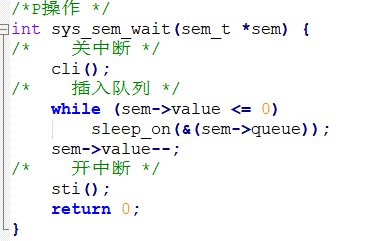 /*P操作 */
int sys_sem_wait(sem_t *sem) {
/*    关中断 */
    cli();
/*    插入队列 */
    while (sem->value <= 0)
        sleep_on(&(sem->queue));
    sem->value--;
/*    开中断 */
    sti();
    return 0;
}